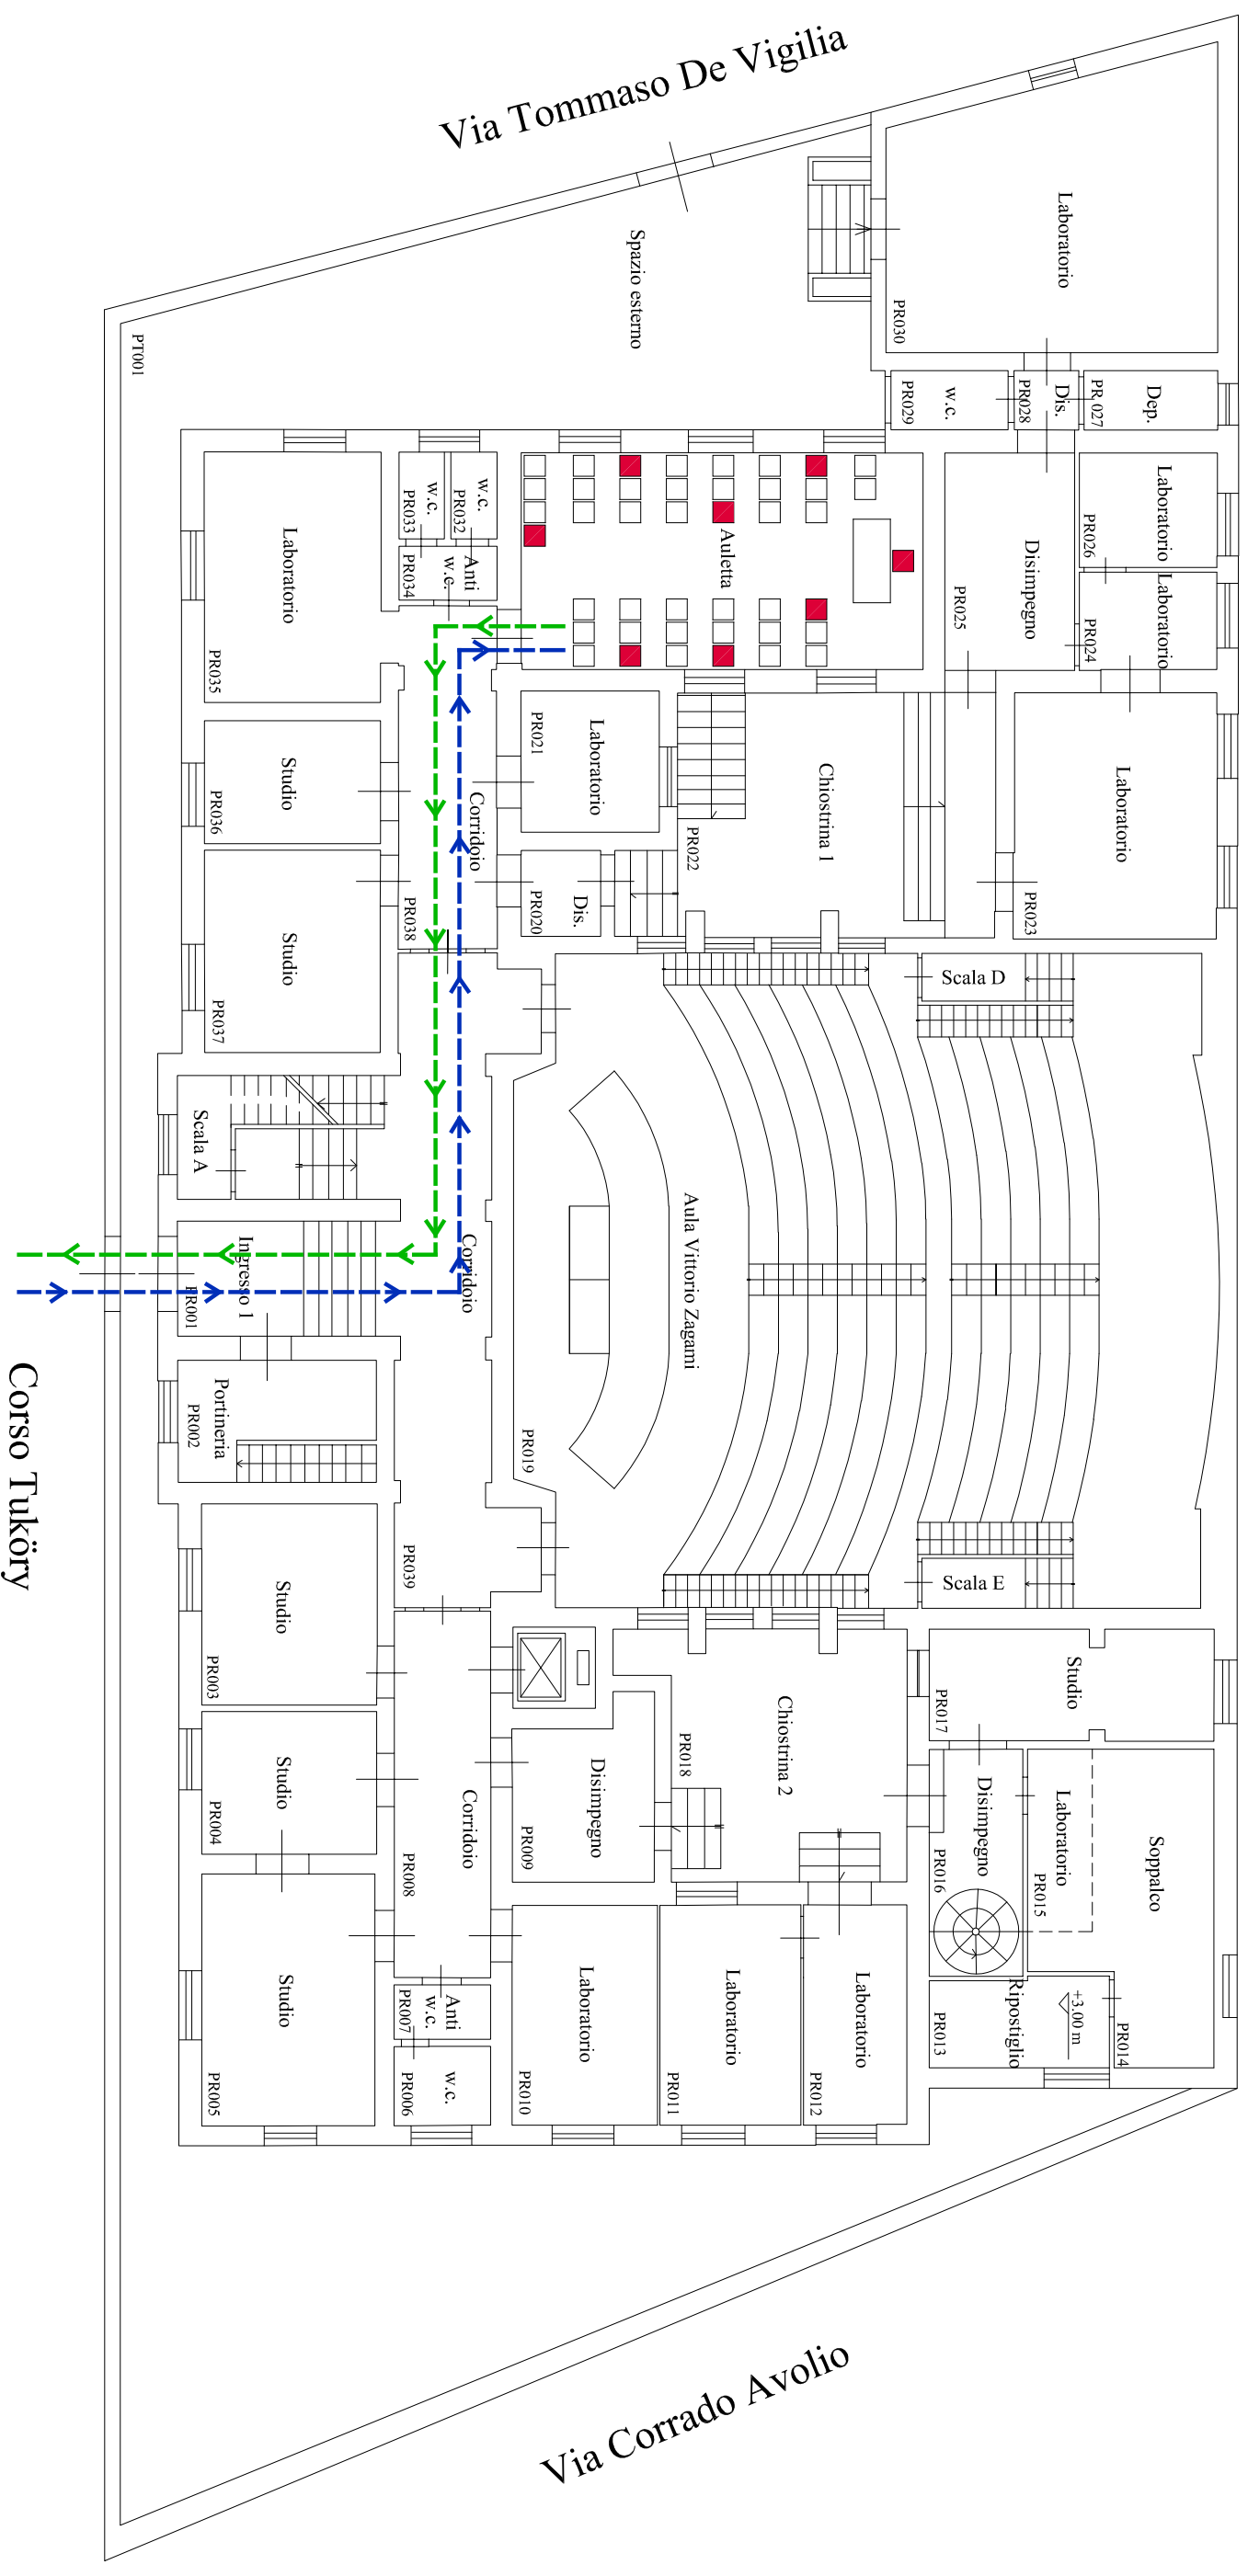 Via Tommaso De Vigilia
Laboratorio
PR030
Spazio esterno
PT001
Dep.
PR, 027
Dis.
PR028
w.c.
PR029
Laboratorio
PR026
Laboratorio
PR024
Disimpegno
PR025
Auletta
w.c.
PR032
w.c.
PR033
Anti
w.c.
PR034
Laboratorio
PR035
Laboratorio
PR023
Chiostrina 1
PR022
Laboratorio
PR021
Dis.
PR020
Corridoio
PR038
Studio
PR036
Studio
PR037
Scala D
Scala A
Aula Vittorio Zagami
PR019
Corridoio
Ingresso 1
PR001
Portineria
PR002
Corso Tuköry
PR039
Scala E
Studio
PR003
Studio
PR017
Chiostrina 2
PR018
Studio
PR004
Corridoio
PR008
Disimpegno
PR009
Disimpegno
PR016
Laboratorio
PR015
Soppalco
Studio
PR005
Anti
w.c.
PR007
w.c.
PR006
Laboratorio
PR010
Laboratorio
PR011
Laboratorio
PR012
Ripostiglio
PR013
+3.00 m
PR014
Via Corrado Avolio